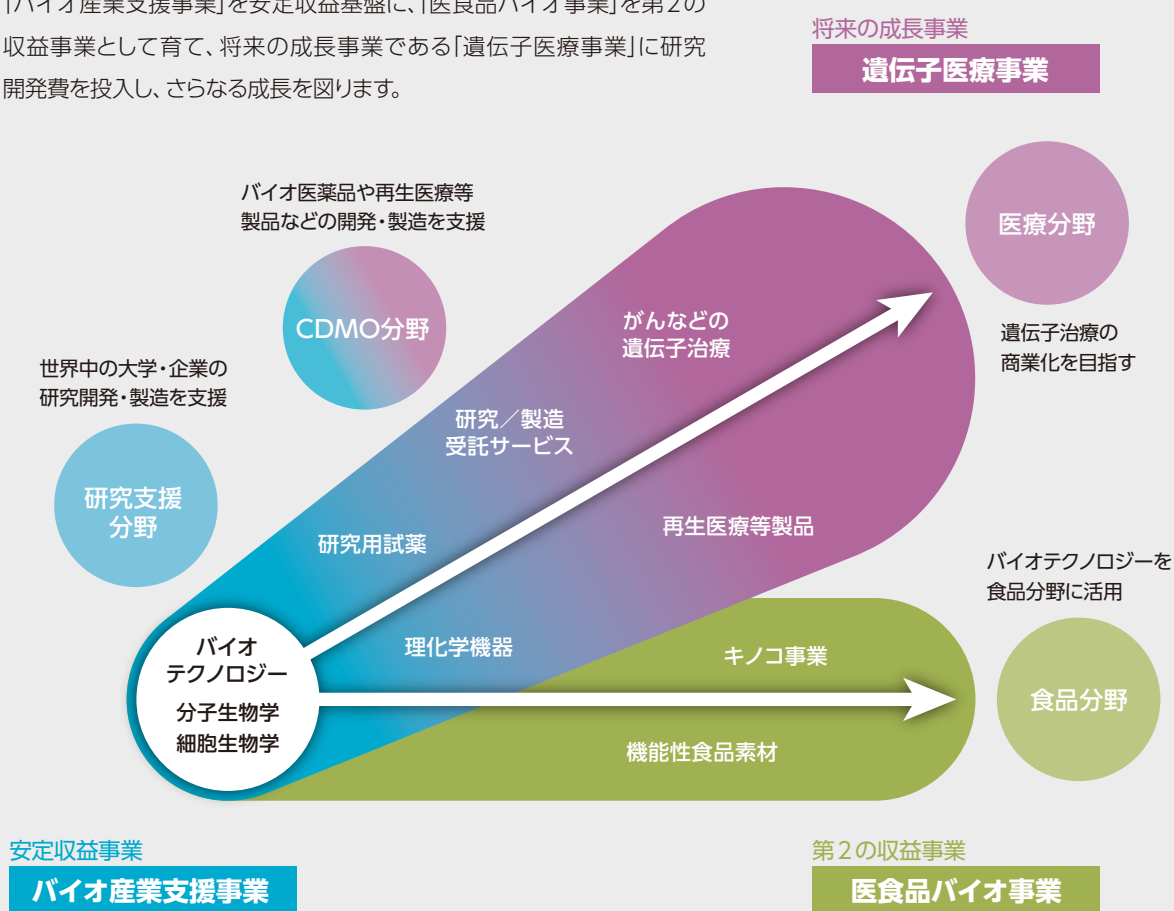 「バイオ産業支援事業」を安定収益基盤に、「医食品バイオ事業」を第2の
収益事業として育て、将来の成長事業である「遺伝子医療事業」に研究
開発費を投入し、さらなる成長を図ります。
将来の成長事業
遺伝子医療事業
バイオ医薬品や再生医療等
製品などの開発・製造を支援
CDMO分野
医療分野
遺伝子治療の
商業化を目指す
世界中の大学・企業の
研究開発・製造を支援
研究支援
分野
がんなどの
遺伝子治療
研究／製造
受託サービス
研究用試薬
再生医療等製品
理化学機器
バイオテクノロジーを
食品分野に活用
バイオ
テクノロジー
分子生物学
細胞生物学
キノコ事業
機能性食品素材
食品分野
安定収益事業
バイオ産業支援事業
第2の収益事業
医食品バイオ事業